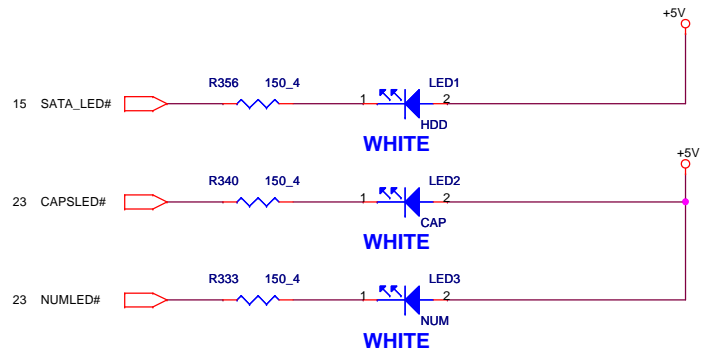 +5V
R356 150_4 LED1
15 SATA_LED# 1 2
HDD
WHITE
+5V
R340 150_4 LED2
23 CAPSLED# 1 2
CAP
WHITE
R333 150_4 LED3
23 NUMLED# 1 2
NUM
WHITE